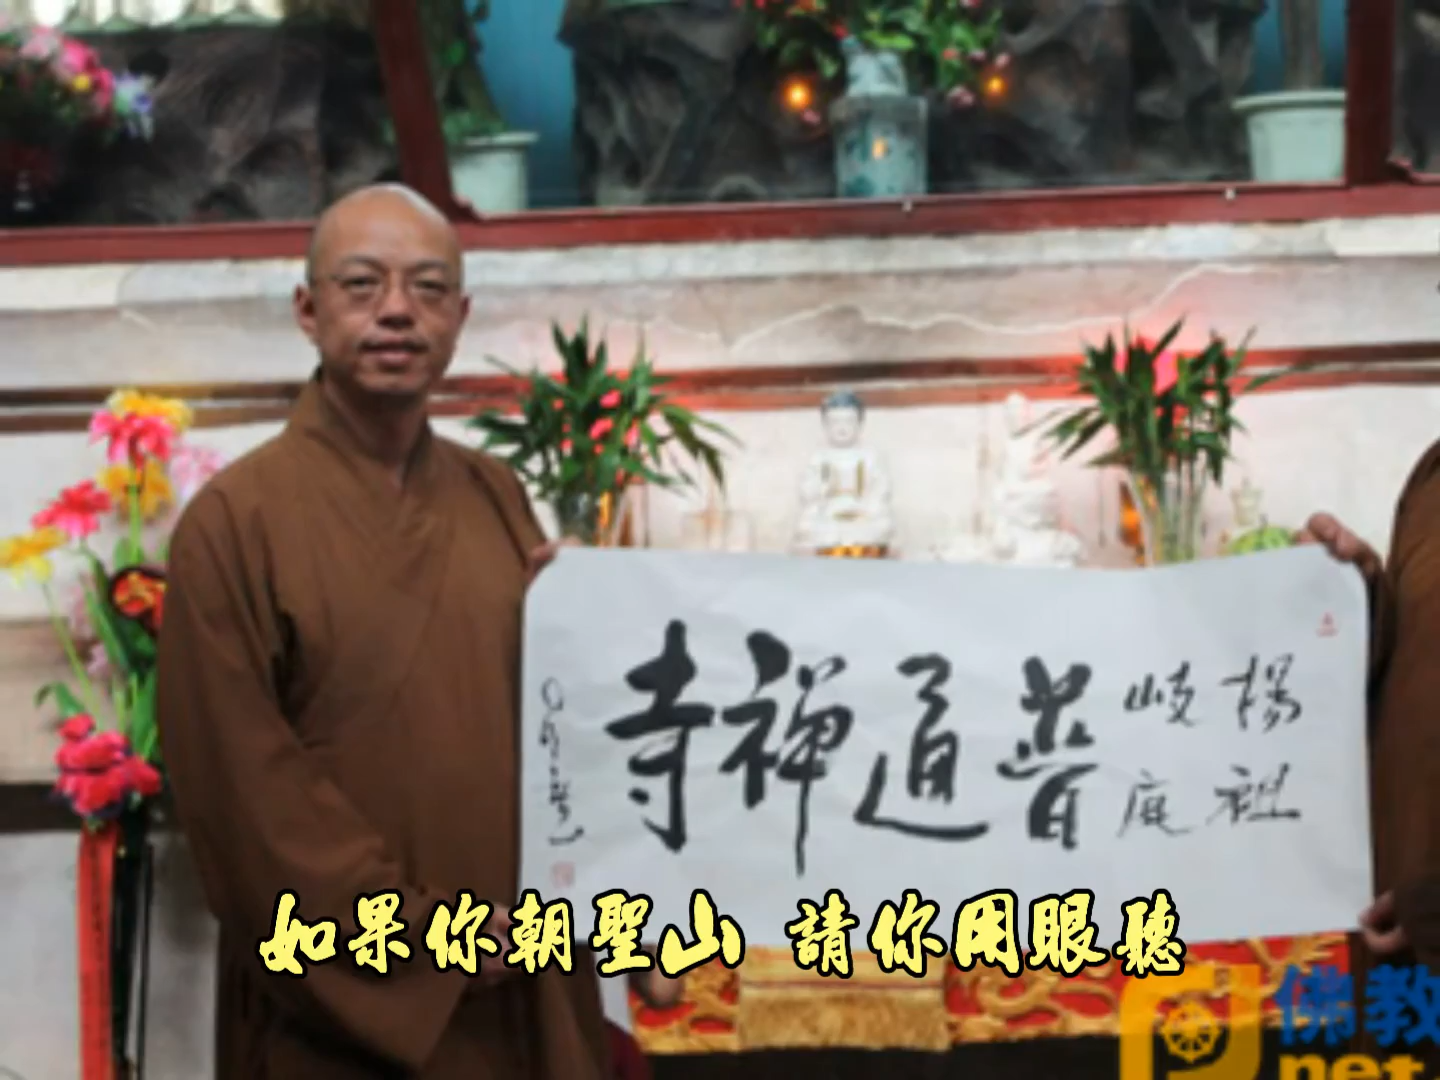 楊岐祖庭
普通禅寺
如果你朝聖山 請你用眼聽
佛教
net.